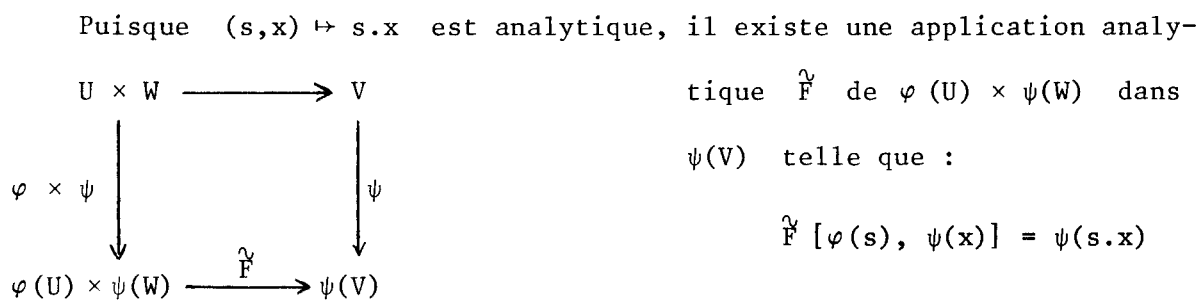 Puisque (s,x) ↦ s.x est analytique, il existe une application analy-
U × W ⟶ V
tique F̃ de φ (U) × ψ(W) dans
ψ(V) telle que :
φ × ψ
ψ
F̃ [φ(s), ψ(x)] = ψ(s.x)
F̃
φ(U) × ψ(W) ⟶ ψ(V)